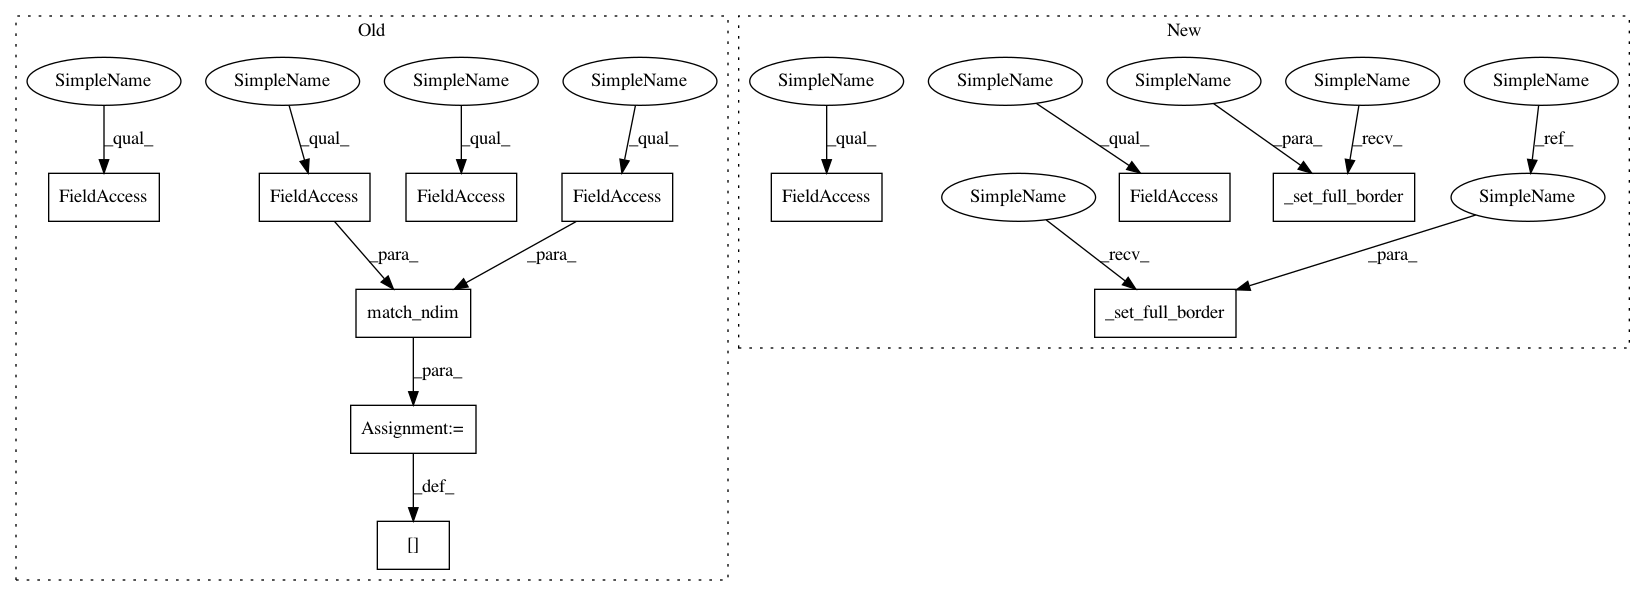 Old
SimpleName
SimpleName
SimpleName
SimpleName
_qual_
_qual_
_qual_
_qual_
FieldAccess
FieldAccess
FieldAccess
FieldAccess
_para_
_para_
match_ndim
_para_
Assignment:=
_def_
[]
New
SimpleName
SimpleName
SimpleName
SimpleName
SimpleName
_qual_
_qual_
_para_
_recv_
_ref_
FieldAccess
SimpleName
FieldAccess
_set_full_border
SimpleName
_recv_
_para_
_set_full_border